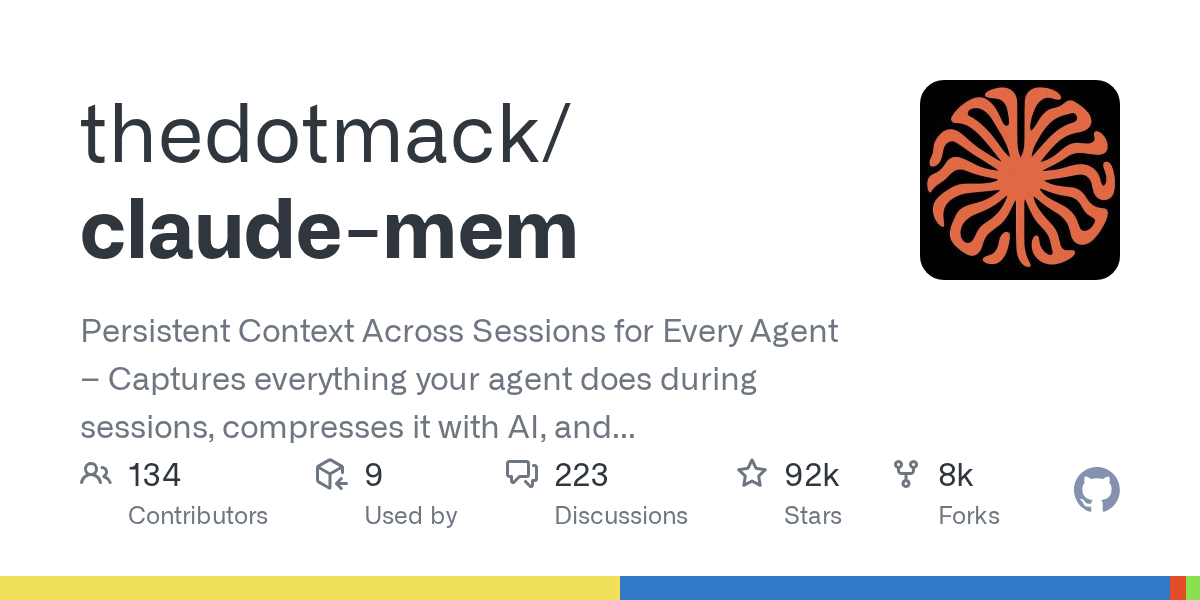 thedotmack/
claude-mem
Persistent Context Across Sessions for Every Agent
– Captures everything your agent does during
sessions, compresses it with AI, and...
134
Contributors
9
Used by
223
Discussions
92k
Stars
8k
Forks